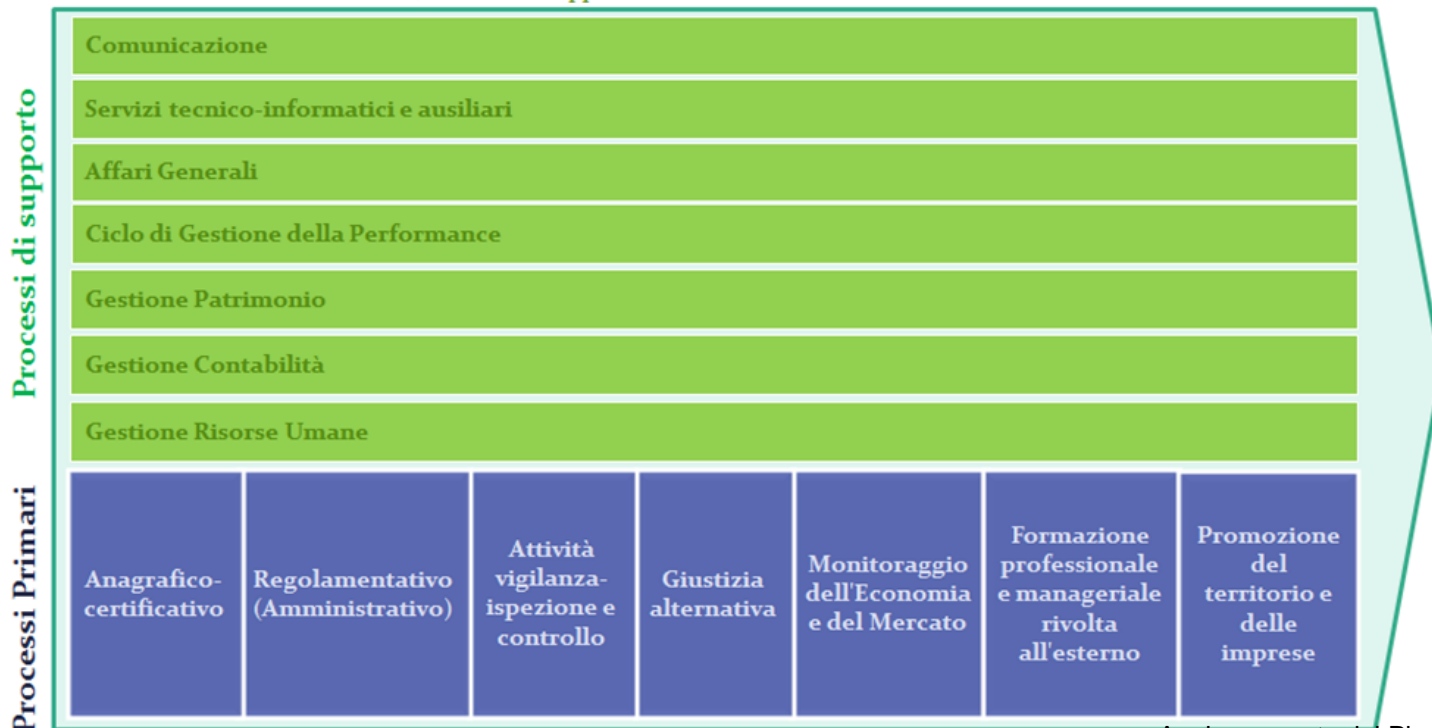 Processi di supporto
Comunicazione
Servizi tecnico-informatici e ausiliari
Affari Generali
Ciclo di Gestione della Performance
Gestione Patrimonio
Gestione Contabilità
Gestione Risorse Umane
Processi Primari
Anagrafico-
certificativo
Regolamentativo
(Amministrativo)
Attività
vigilanza-
ispezione e
controllo
Giustizia
alternativa
Monitoraggio
dell'Economia
e del Mercato
Formazione
professionale
e manageriale
rivolta
all'esterno
Promozione
del
territorio e
delle
imprese